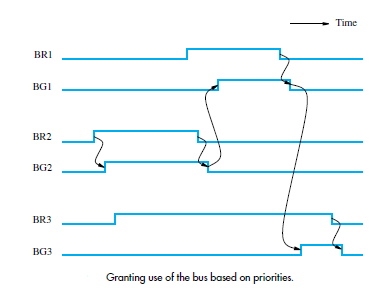 Time
BR1
BG1
BR2
BG2
BR3
BG3
Granting use of the bus based on priorities.